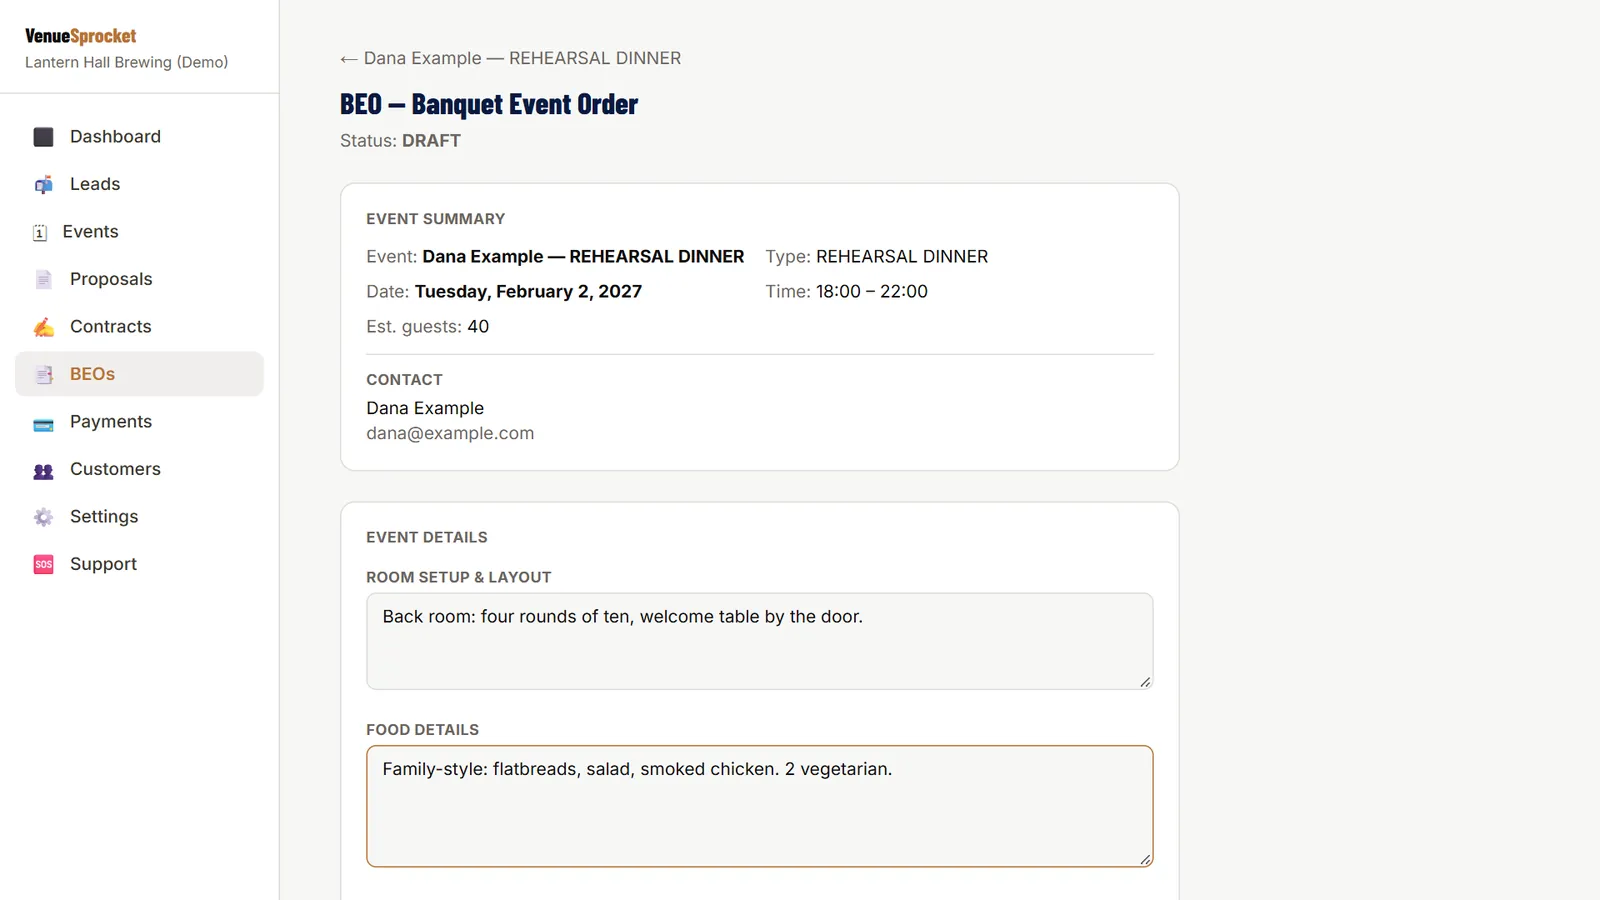 VenueSprocket
Lantern Hall Brewing (Demo)
Dashboard
Leads
1 Events
Proposals
Contracts
BEOs
Payments
Customers
Settings
SOS Support
← Dana Example — REHEARSAL DINNER
BEO — Banquet Event Order
Status: DRAFT
EVENT SUMMARY
Event: Dana Example — REHEARSAL DINNER
Type: REHEARSAL DINNER
Date: Tuesday, February 2, 2027
Time: 18:00 – 22:00
Est. guests: 40
CONTACT
Dana Example
dana@example.com
EVENT DETAILS
ROOM SETUP & LAYOUT
Back room: four rounds of ten, welcome table by the door.
FOOD DETAILS
Family-style: flatbreads, salad, smoked chicken. 2 vegetarian.